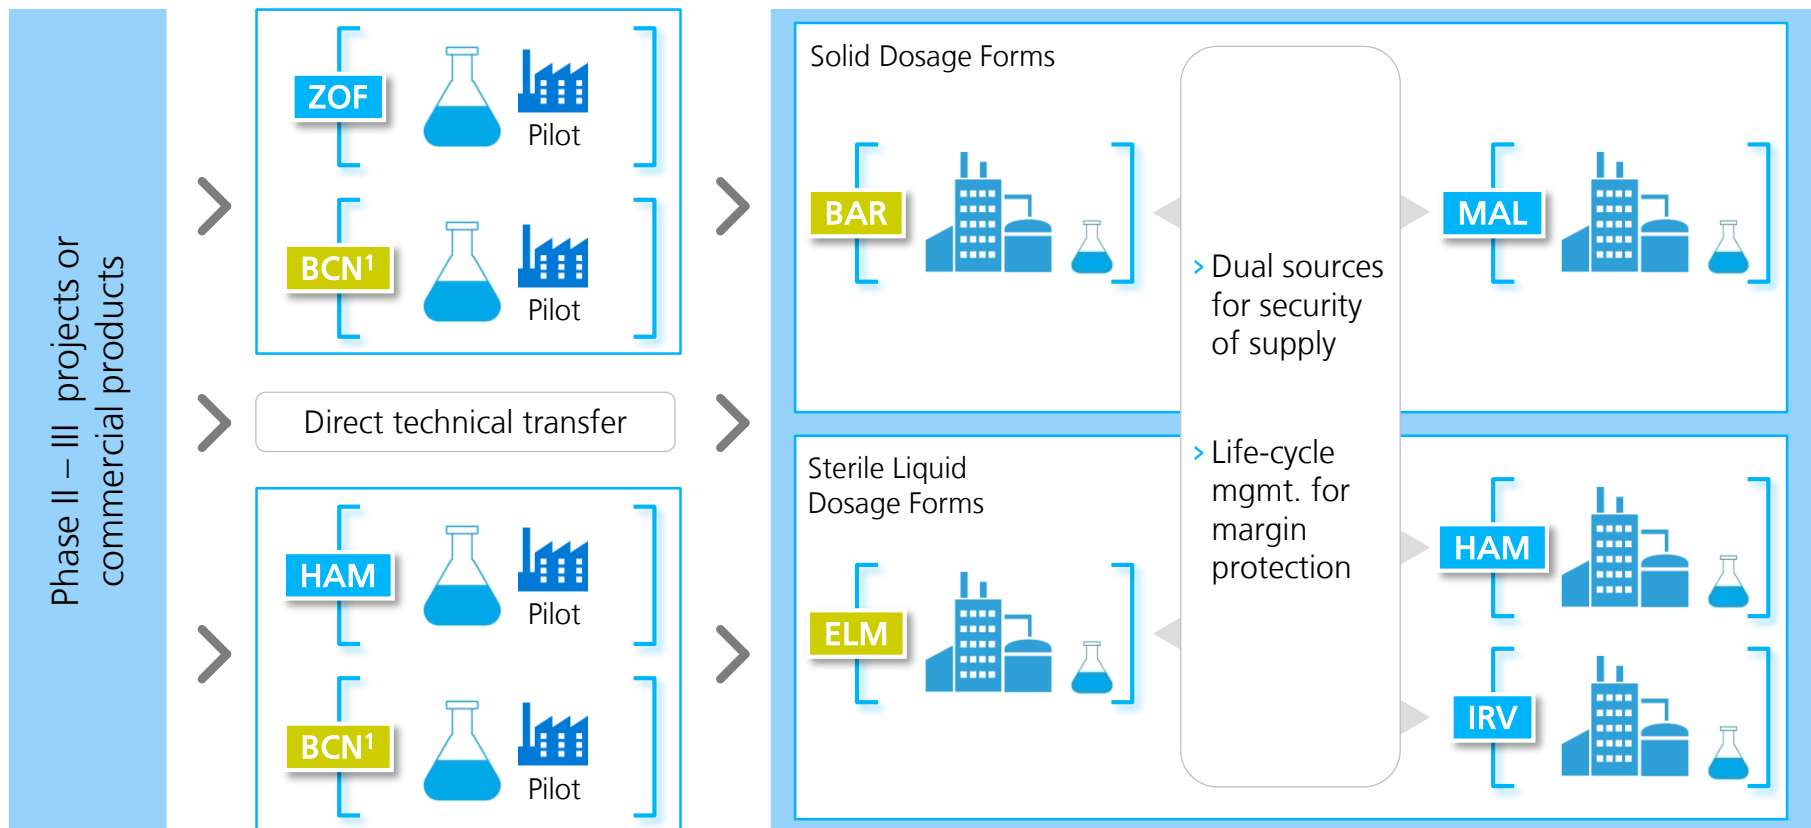 Phase II – III  projects or
commercial products
ZOF
Pilot
BCN¹
Pilot
Direct technical transfer
HAM
Pilot
BCN¹
Pilot
Solid Dosage Forms
BAR
MAL
› Dual sources
for security
of supply
› Life-cycle
mgmt. for
margin
protection
Sterile Liquid
Dosage Forms
ELM
HAM
IRV